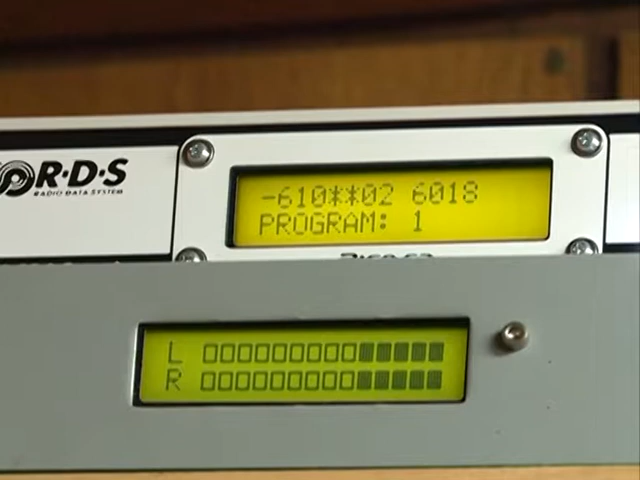 R·D·S
RADIO DATA SYSTEM
-610**02 6018
PROGRAM: 1
L
R